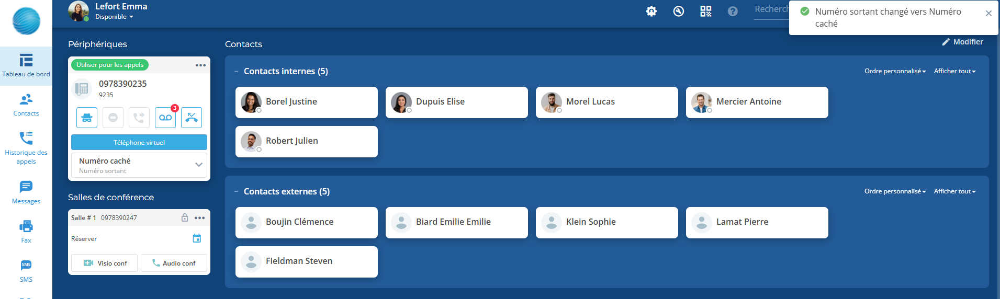 Lefort Emma
Disponible
Recherch
Numéro sortant changé vers Numéro
caché
Tableau de bord
Contacts
Historique des
appels
Messages
Fax
SMS
SMS
Périphériques
Utiliser pour les appels
0978390235
9235
3
Téléphone virtuel
Numéro caché
Numéro sortant
Salles de conférence
Salle # 1 0978390247
Réserver
Visio conf
Audio conf
Contacts
Modifier
Contacts internes (5)
Ordre personnalisé
Afficher tout
Borel Justine
Dupuis Elise
Morel Lucas
Mercier Antoine
Robert Julien
Contacts externes (5)
Ordre personnalisé
Afficher tout
Boujin Clémence
Biard Emilie Emilie
Klein Sophie
Lamat Pierre
Fieldman Steven